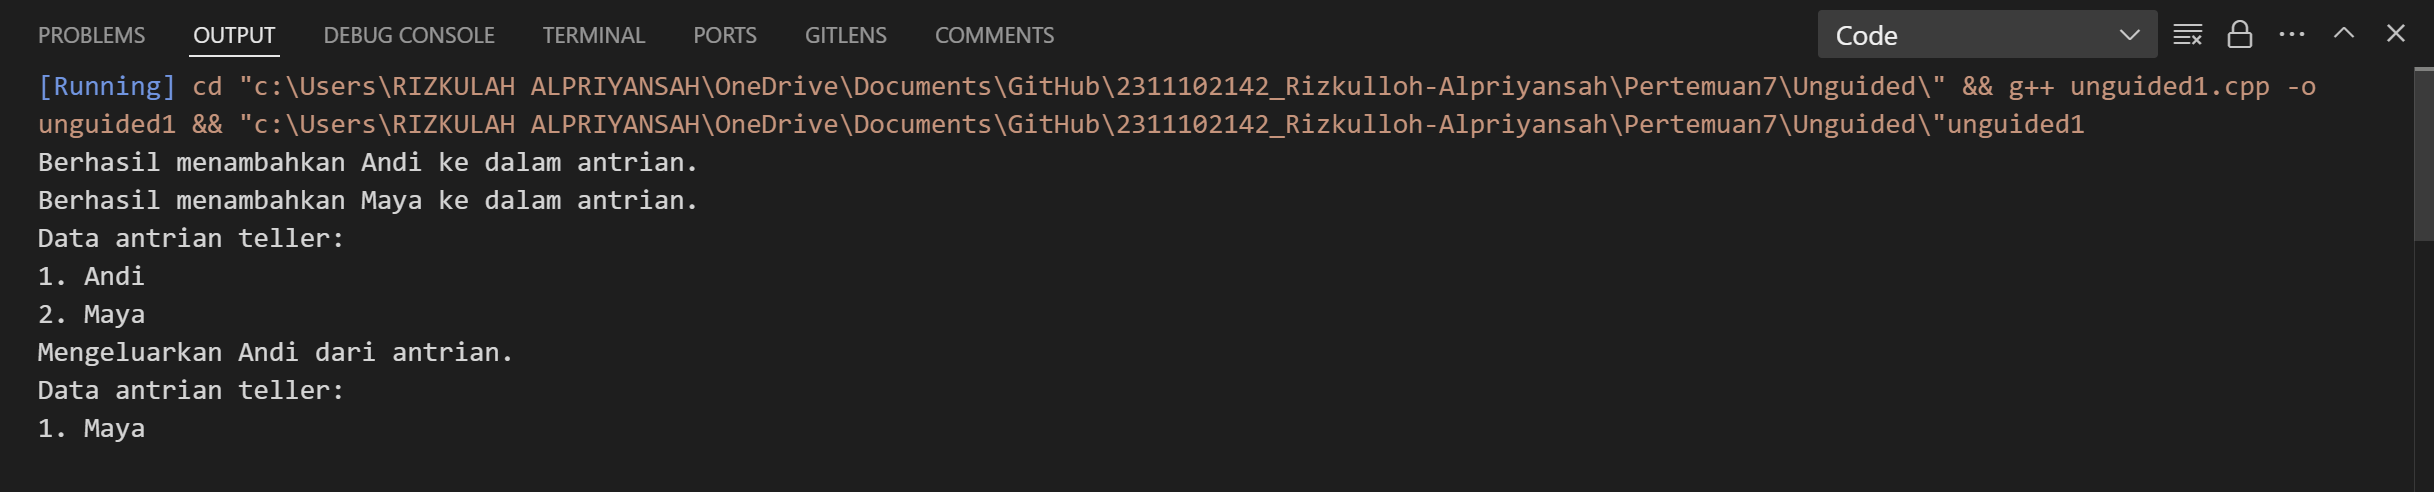 PROBLEMS OUTPUT DEBUG CONSOLE TERMINAL PORTS GITLENS COMMENTS Code
[Running] cd "c:\Users\RIZKULAH ALPRIYANSAH\OneDrive\Documents\GitHub\2311102142_Rizkulloh-Alpriyansah\Pertemuan7\Unguided\" && g++ unguided1.cpp -o
unguided1 && "c:\Users\RIZKULAH ALPRIYANSAH\OneDrive\Documents\GitHub\2311102142_Rizkulloh-Alpriyansah\Pertemuan7\Unguided\"unguided1
Berhasil menambahkan Andi ke dalam antrian.
Berhasil menambahkan Maya ke dalam antrian.
Data antrian teller:
1. Andi
2. Maya
Mengeluarkan Andi dari antrian.
Data antrian teller:
1. Maya